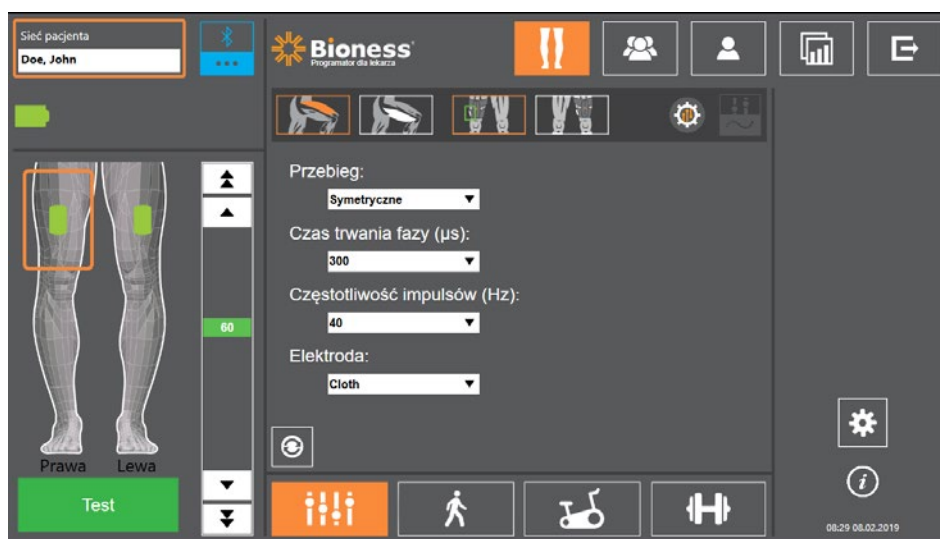 Sieć pacjenta
Doe, John
Bioness
Programator dla lekarza
Przebieg:
Symetryczne
Czas trwania fazy (µs):
300
Częstotliwość impulsów (Hz):
40
Elektroda:
Cloth
60
Prawa Lewa
Test
08:29 08.02.2019